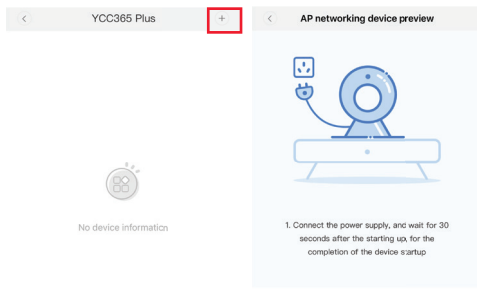 YCC365 Plus
+
No device information
AP networking device preview
1. Connect the power supply, and wait for 30
seconds after the starting up, for the
completion of the device startup